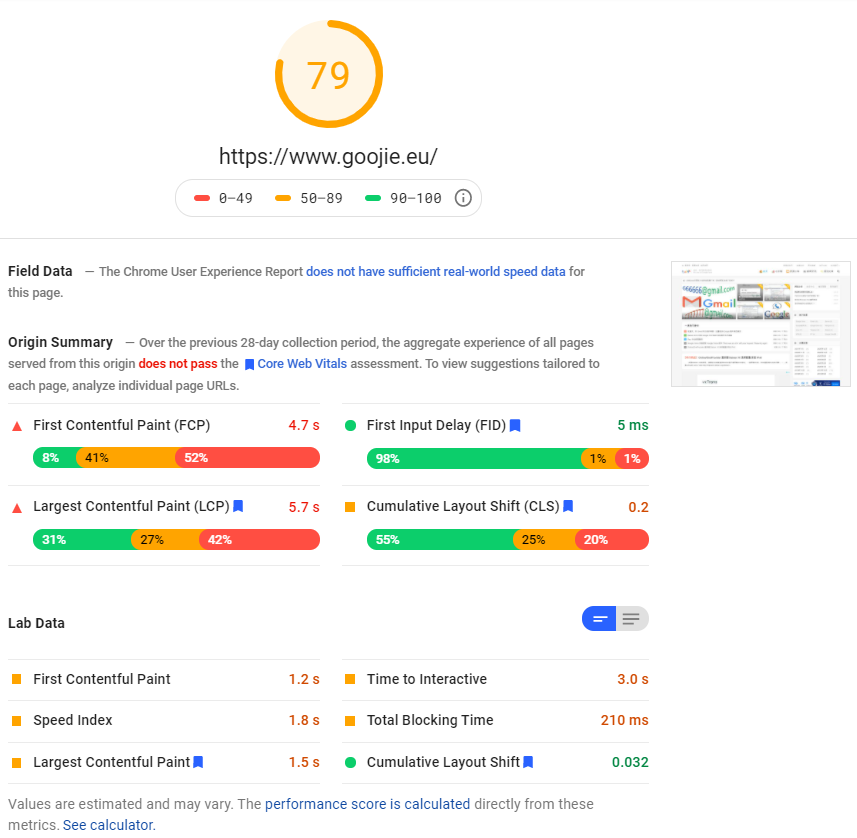 79
https://www.goojie.eu/
0–49 50–89 90–100
Field Data — The Chrome User Experience Report does not have sufficient real-world speed data for
this page.
Origin Summary — Over the previous 28-day collection period, the aggregate experience of all pages
served from this origin does not pass the Core Web Vitals assessment. To view suggestions tailored to
each page, analyze individual page URLs.
First Contentful Paint (FCP) 4.7 s
8% 41% 52%
First Input Delay (FID) 5 ms
98% 1% 1%
Largest Contentful Paint (LCP) 5.7 s
31% 27% 42%
Cumulative Layout Shift (CLS) 0.2
55% 25% 20%
Lab Data
First Contentful Paint 1.2 s
Time to Interactive 3.0 s
Speed Index 1.8 s
Total Blocking Time 210 ms
Largest Contentful Paint 1.5 s
Cumulative Layout Shift 0.032
Values are estimated and may vary. The performance score is calculated directly from these
metrics. See calculator.
Gmail